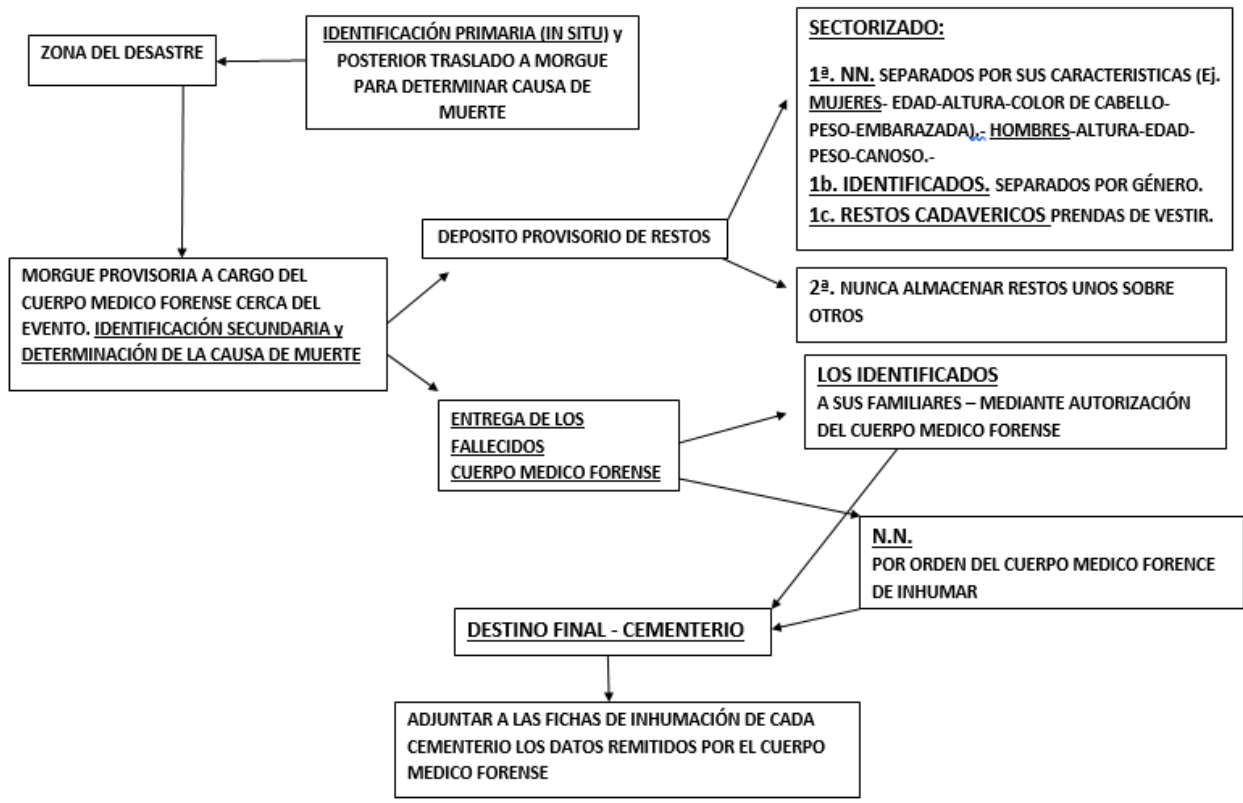 ZONA DEL DESASTRE
IDENTIFICACIÓN PRIMARIA (IN SITU) y
POSTERIOR TRASLADO A MORGUE
PARA DETERMINAR CAUSA DE
MUERTE
SECTORIZADO:
1ª. NN. SEPARADOS POR SUS CARACTERISTICAS (Ej.
MUJERES- EDAD-ALTURA-COLOR DE CABELLO-
PESO-EMBARAZADA).- HOMBRES-ALTURA-EDAD-
PESO-CANOSO.-
1b. IDENTIFICADOS. SEPARADOS POR GÉNERO.
1c. RESTOS CADAVERICOS PRENDAS DE VESTIR.
DEPOSITO PROVISORIO DE RESTOS
MORGUE PROVISORIA A CARGO DEL
CUERPO MEDICO FORENSE CERCA DEL
EVENTO. IDENTIFICACIÓN SECUNDARIA y
DETERMINACIÓN DE LA CAUSA DE MUERTE
2ª. NUNCA ALMACENAR RESTOS UNOS SOBRE
OTROS
LOS IDENTIFICADOS
A SUS FAMILIARES – MEDIANTE AUTORIZACIÓN
DEL CUERPO MEDICO FORENSE
ENTREGA DE LOS
FALLECIDOS
CUERPO MEDICO FORENSE
N.N.
POR ORDEN DEL CUERPO MEDICO FORENCE
DE INHUMAR
DESTINO FINAL - CEMENTERIO
ADJUNTAR A LAS FICHAS DE INHUMACIÓN DE CADA
CEMENTERIO LOS DATOS REMITIDOS POR EL CUERPO
MEDICO FORENSE